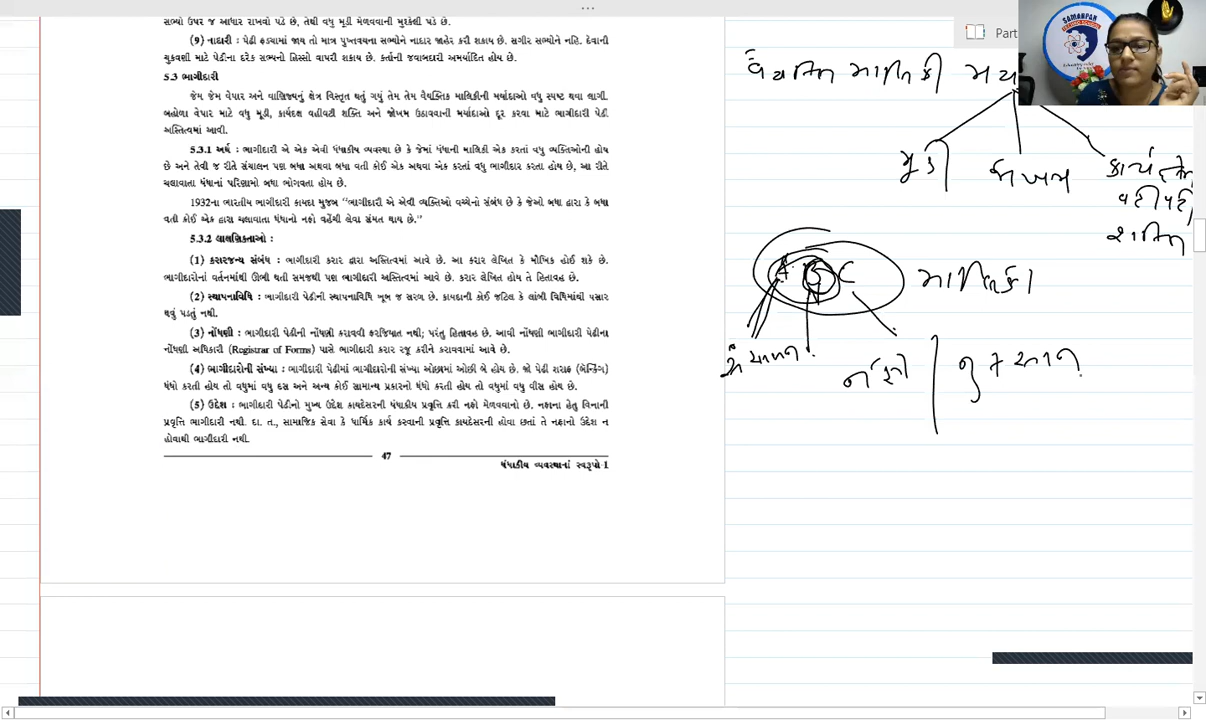 સભ્યો ઉપર જ આધાર રાખવો પડે છે, તેથી વધુ મૂડી મેળવવાની મુશ્કેલી પડે છે.
(9) નાદારી : પેઢી ફડચામાં જાય તો માત્ર પુખ્તવયના સભ્યોને નાદાર જાહેર કરી શકાય છે. સગીર સભ્યોને નહિ. દેવાની
ચુકવણી માટે પેઢીના દરેક સભ્યનો હિસ્સો વાપરી શકાય છે. કર્તાની જવાબદારી અમર્યાદિત હોય છે.
5.3 ભાગીદારી
જેમ જેમ વેપાર અને વાણિજ્યનું ક્ષેત્ર વિસ્તૃત થતું ગયું તેમ તેમ વૈયક્તિક માલિકીની મર્યાદાઓ વધુ સ્પષ્ટ થવા લાગી.
બહોળા વેપાર માટે વધુ મૂડી, કાર્યદક્ષ વહીવટી શક્તિ અને જોખમ ઉઠાવવાની મર્યાદાઓ દૂર કરવા માટે ભાગીદારી પેઢી
અસ્તિત્વમાં આવી.
5.3.1 અર્થ : ભાગીદારી એ એક એવી ધંધાકીય વ્યવસ્થા છે કે જેમાં ધંધાની માલિકી એક કરતાં વધુ વ્યક્તિઓની હોય
છે અને તેવી જ રીતે સંચાલન પણ બધા અથવા બધા વતી કોઈ એક અથવા એક કરતાં વધુ ભાગીદાર કરતા હોય છે, આ રીતે
ચલાવાતા ધંધાનાં પરિણામો બધા ભોગવતા હોય છે.
1932ના ભારતીય ભાગીદારી કાયદા મુજબ “ભાગીદારી એ એવી વ્યક્તિઓ વચ્ચેનો સંબંધ છે કે જેઓ બધા દ્વારા કે બધા
વતી કોઈ એક દ્વારા ચલાવાતા ધંધાનો નફો વહેંચી લેવા સંમત થાય છે.”
5.3.2 લાક્ષણિકતાઓ :
(1) કરારજન્ય સંબંધ : ભાગીદારી કરાર દ્વારા અસ્તિત્વમાં આવે છે. આ કરાર લેખિત કે મૌખિક હોઈ શકે છે.
ભાગીદારોનાં વર્તનમાંથી ઊભી થતી સમજથી પણ ભાગીદારી અસ્તિત્વમાં આવે છે. કરાર લેખિત હોય તે હિતાવહ છે.
(2) સ્થાપનાવિધિ : ભાગીદારી પેઢીની સ્થાપનાવિધિ ખૂબ જ સરળ છે. કાયદાની કોઈ જટિલ કે લાંબી વિધિમાંથી પસાર
થવું પડતું નથી.
(3) નોંધણી : ભાગીદારી પેઢીની નોંધણી કરાવવી ફરજિયાત નથી; પરંતુ હિતાવહ છે. આવી નોંધણી ભાગીદારી પેઢીના
નોંધણી અધિકારી (Registrar of Forms) પાસે ભાગીદારી કરાર રજૂ કરીને કરાવવામાં આવે છે.
(4) ભાગીદારોની સંખ્યા : ભાગીદારી પેઢીમાં ભાગીદારોની સંખ્યા ઓછામાં ઓછી બે હોય છે. જો પેઢી શરાફ (બેન્કિંગ)
ધંધો કરતી હોય તો વધુમાં વધુ દસ અને અન્ય કોઈ સામાન્ય પ્રકારનો ધંધો કરતી હોય તો વધુમાં વધુ વીસ હોય છે.
(5) ઉદેશ : ભાગીદારી પેઢીનો મુખ્ય ઉદેશ કાયદેસરની ધંધાકીય પ્રવૃત્તિ કરી નફો મેળવવાનો છે. નફાના હેતુ વિનાની
પ્રવૃત્તિ ભાગીદારી નથી. દા. ત., સામાજિક સેવા કે ધાર્મિક કાર્ય કરવાની પ્રવૃત્તિ કાયદેસરની હોવા છતાં તે નફાનો ઉદેશ ન
હોવાથી ભાગીદારી નથી.
47
ધંધાકીય વ્યવસ્થાનાં સ્વરૂપો-1
Part
SAMARPAN
મૂડી
જોખમ
કાર્યદક્ષ
વહીવટી
શક્તિ
A B C
માલિકી
સંચાલન
નફો
નુકસાન